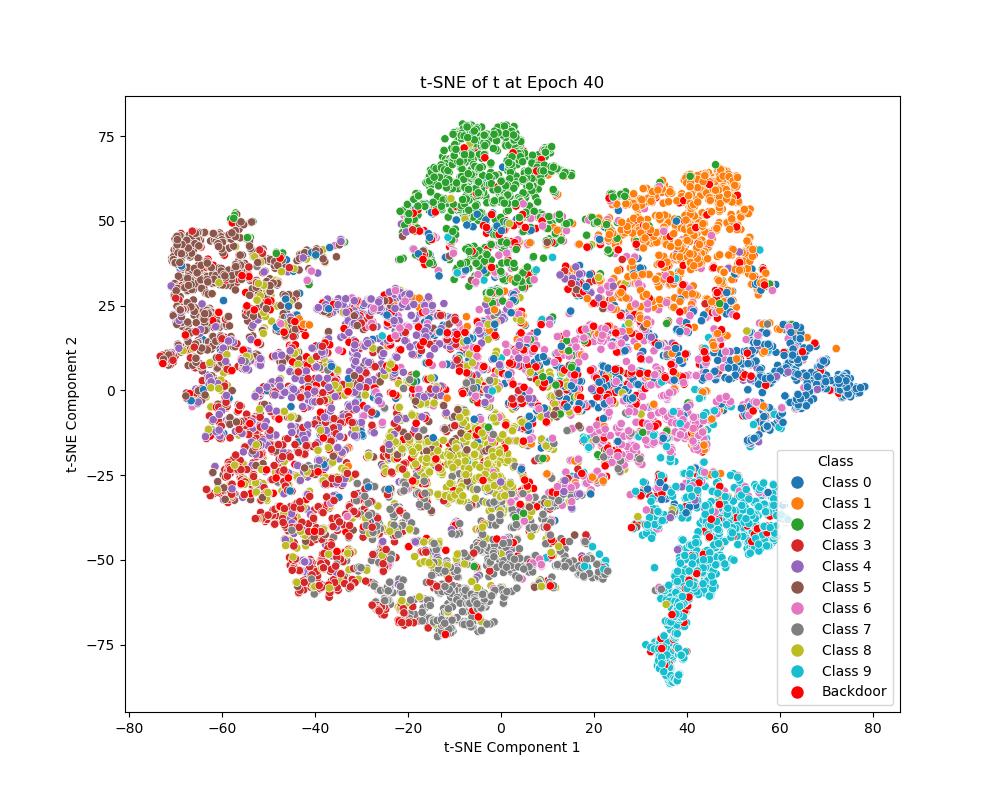 t-SNE of t at Epoch 40
t-SNE Component 2
75
50
25
0
−25
−50
−75
−80
−60
−40
−20
0
20
40
60
80
t-SNE Component 1
Class
Class 0
Class 1
Class 2
Class 3
Class 4
Class 5
Class 6
Class 7
Class 8
Class 9
Backdoor